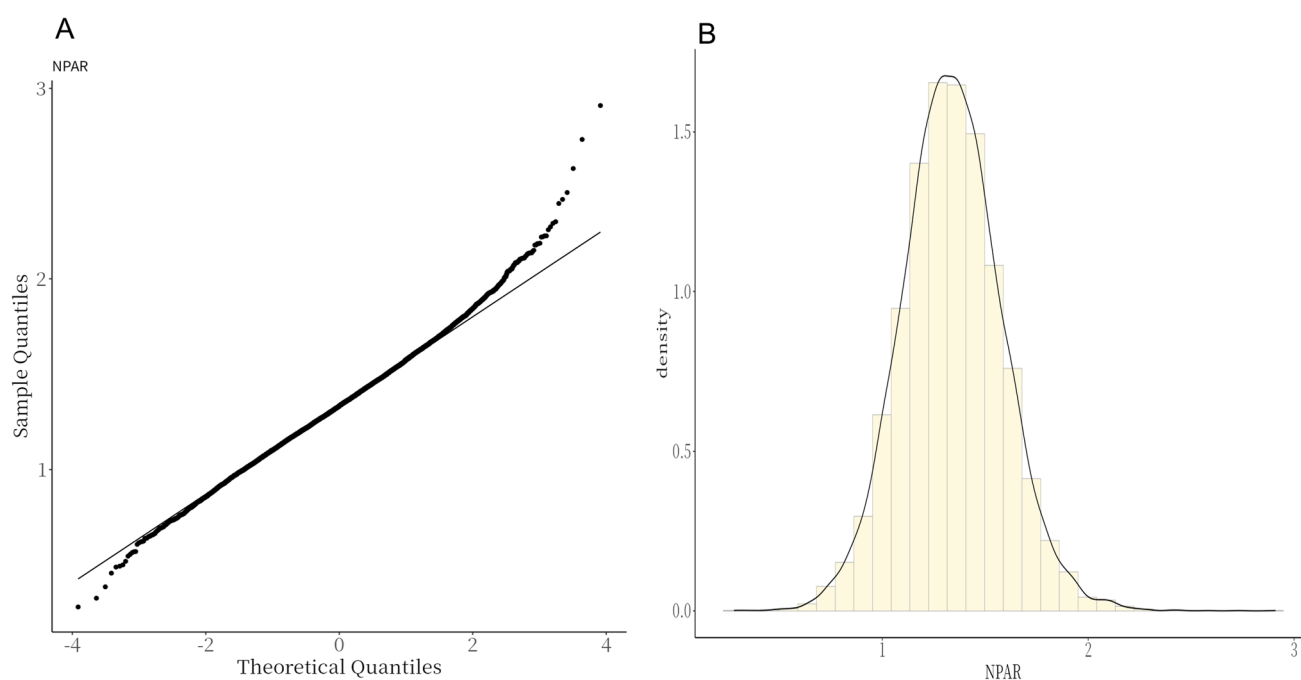 A
NPAR
3
2
1
Sample Quantiles
-4 -2 0 2 4
Theoretical Quantiles
B
1.5
1.0
0.5
0.0
density
1 2 3
NPAR